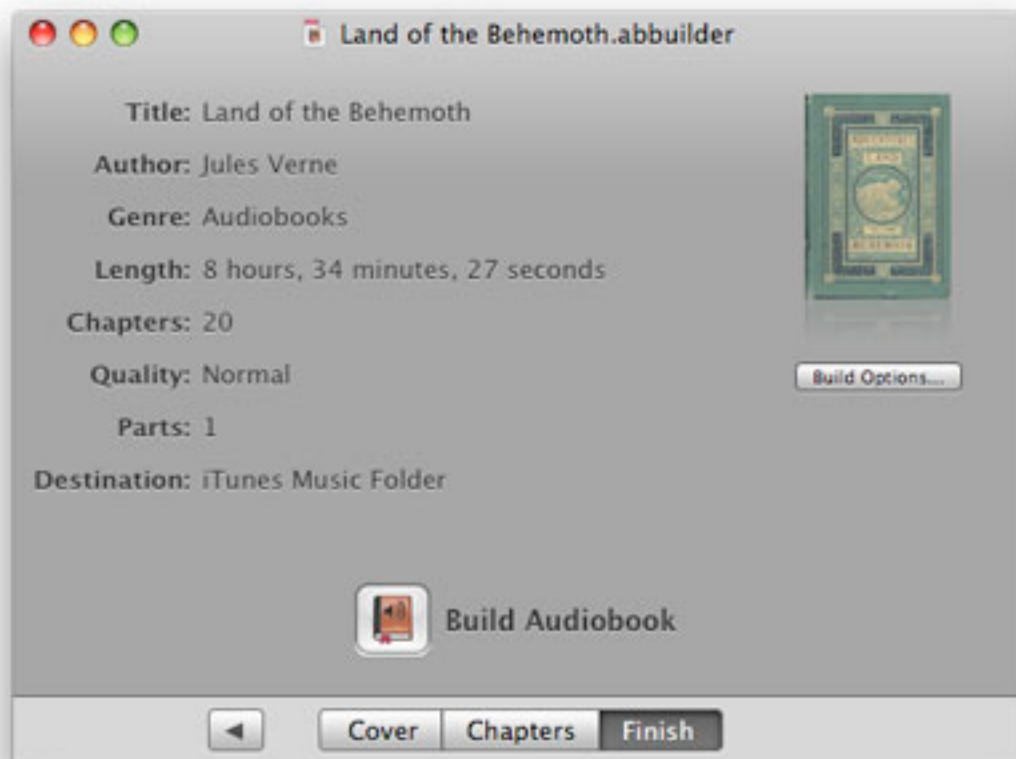 Land of the Behemoth.abbuilder
Title: Land of the Behemoth
Author: Jules Verne
Genre: Audiobooks
Length: 8 hours, 34 minutes, 27 seconds
Chapters: 20
Quality: Normal
Parts: 1
Destination: iTunes Music Folder
LAND
BEHEMOTH
Build Options...
Build Audiobook
Cover
Chapters
Finish